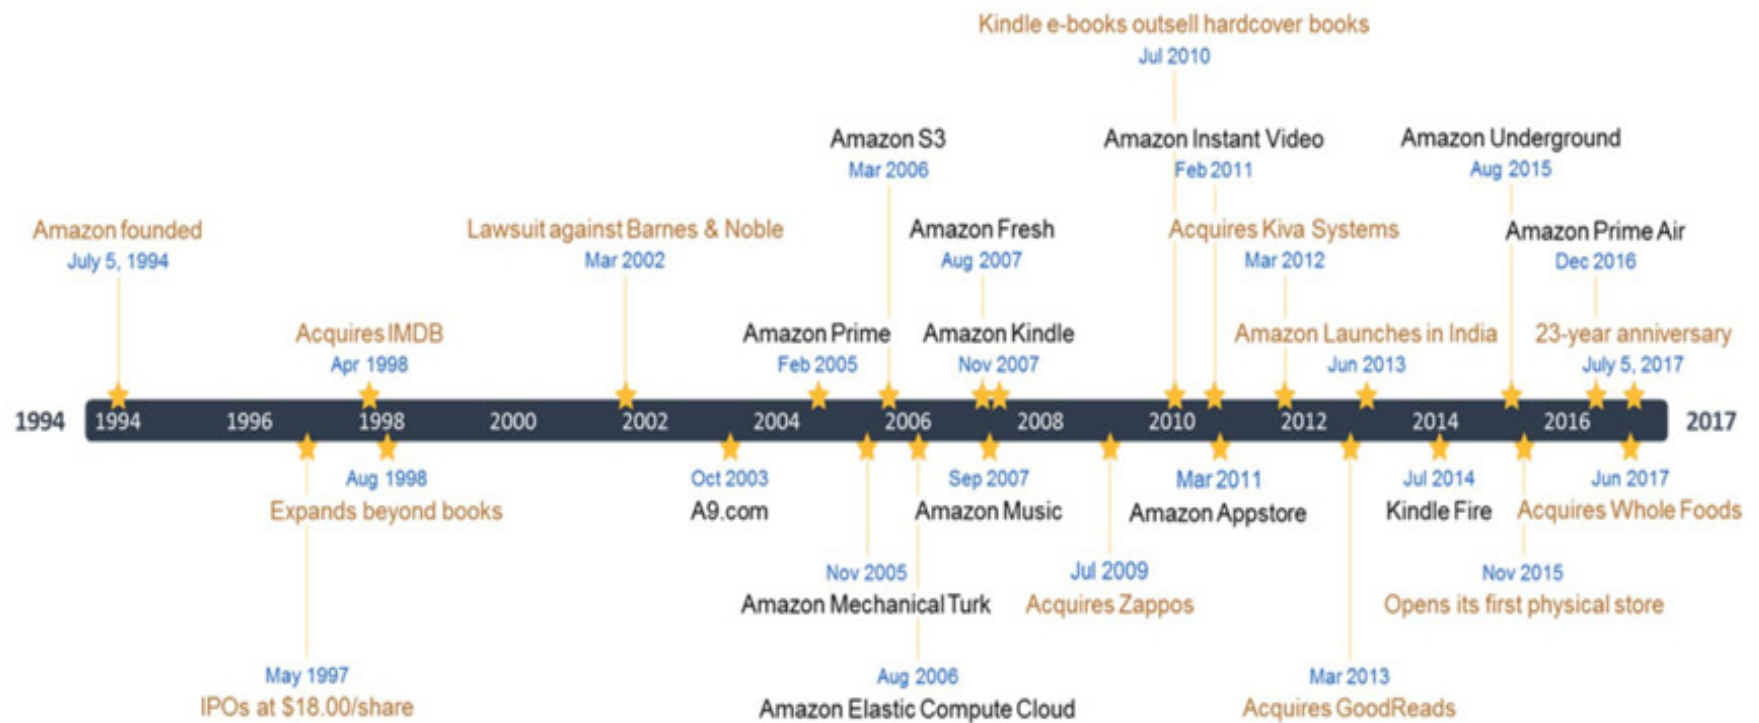 Kindle e-books outsell hardcover books
Jul 2010
Amazon S3
Mar 2006
Amazon Instant Video
Feb 2011
Amazon Underground
Aug 2015
Amazon founded
July 5, 1994
Lawsuit against Barnes & Noble
Mar 2002
Amazon Fresh
Aug 2007
Acquires Kiva Systems
Mar 2012
Amazon Prime Air
Dec 2016
Acquires IMDB
Apr 1998
Amazon Prime
Feb 2005
Amazon Kindle
Nov 2007
Amazon Launches in India
Jun 2013
23-year anniversary
July 5, 2017
1994 1994 1996 1998 2000 2002 2004 2006 2008 2010 2012 2014 2016 2017
Aug 1998
Expands beyond books
Oct 2003
A9.com
Sep 2007
Amazon Music
Mar 2011
Amazon Appstore
Jul 2014
Kindle Fire
Jun 2017
Acquires Whole Foods
Nov 2005
Amazon Mechanical Turk
Jul 2009
Acquires Zappos
Nov 2015
Opens its first physical store
May 1997
IPOs at $18.00/share
Aug 2006
Amazon Elastic Compute Cloud
Mar 2013
Acquires GoodReads